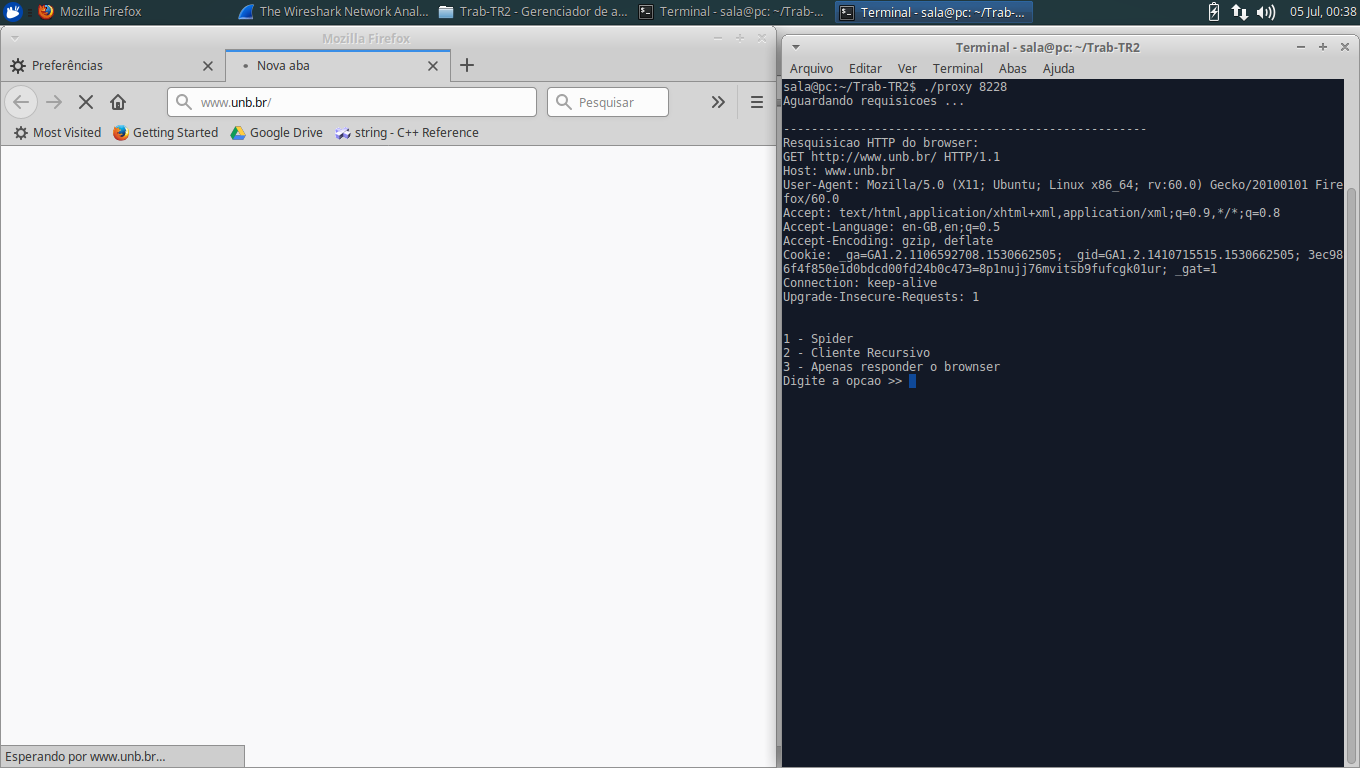 Mozilla Firefox
The Wireshark Network Anal...
Trab-TR2 - Gerenciador de a...
Terminal - sala@pc: ~/Trab-...
Terminal - sala@pc: ~/Trab-...
05 Jul, 00:38
Mozilla Firefox
Preferências
Nova aba
www.unb.br/
Pesquisar
Most Visited
Getting Started
Google Drive
string - C++ Reference
Esperando por www.unb.br...
Terminal - sala@pc: ~/Trab-TR2
Arquivo Editar Ver Terminal Abas Ajuda
sala@pc:~/Trab-TR2$ ./proxy 8228
Aguardando requisicoes ...
----------------------------------------------------
Resquisicao HTTP do browser:
GET http://www.unb.br/ HTTP/1.1
Host: www.unb.br
User-Agent: Mozilla/5.0 (X11; Ubuntu; Linux x86_64; rv:60.0) Gecko/20100101 Fire
fox/60.0
Accept: text/html,application/xhtml+xml,application/xml;q=0.9,*/*;q=0.8
Accept-Language: en-GB,en;q=0.5
Accept-Encoding: gzip, deflate
Cookie: _ga=GA1.2.1106592708.1530662505; _gid=GA1.2.1410715515.1530662505; 3ec98
6f4f850e1d0bdcd00fd24b0c473=8p1nujj76mvitsb9fufcgk01ur; _gat=1
Connection: keep-alive
Upgrade-Insecure-Requests: 1
1 - Spider
2 - Cliente Recursivo
3 - Apenas responder o brownser
Digite a opcao >>